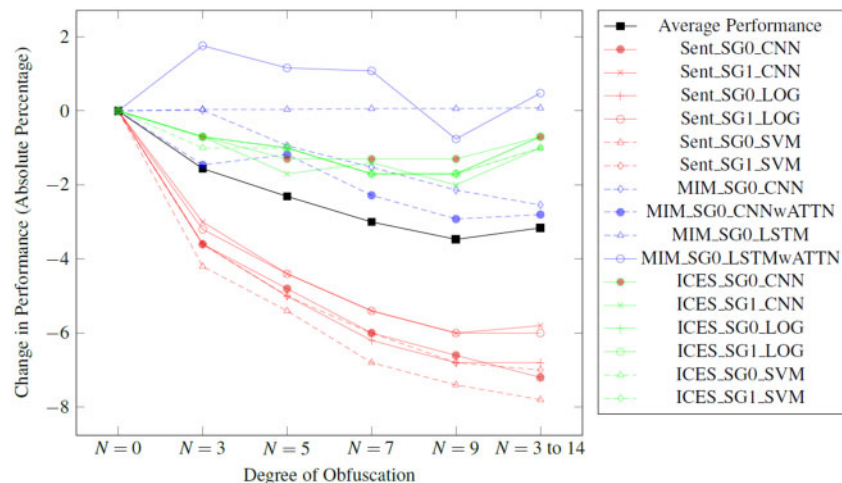 2
0
−2
−4
−6
−8
Change in Performance (Absolute Percentage)
N = 0
N = 3
N = 5
N = 7
N = 9
N = 3 to 14
Degree of Obfuscation
Average Performance
Sent_SG0_CNN
Sent_SG1_CNN
Sent_SG0_LOG
Sent_SG1_LOG
Sent_SG0_SVM
Sent_SG1_SVM
MIM_SG0_CNN
MIM_SG0_CNNwATTN
MIM_SG0_LSTM
MIM_SG0_LSTMwATTN
ICES_SG0_CNN
ICES_SG1_CNN
ICES_SG0_LOG
ICES_SG1_LOG
ICES_SG0_SVM
ICES_SG1_SVM